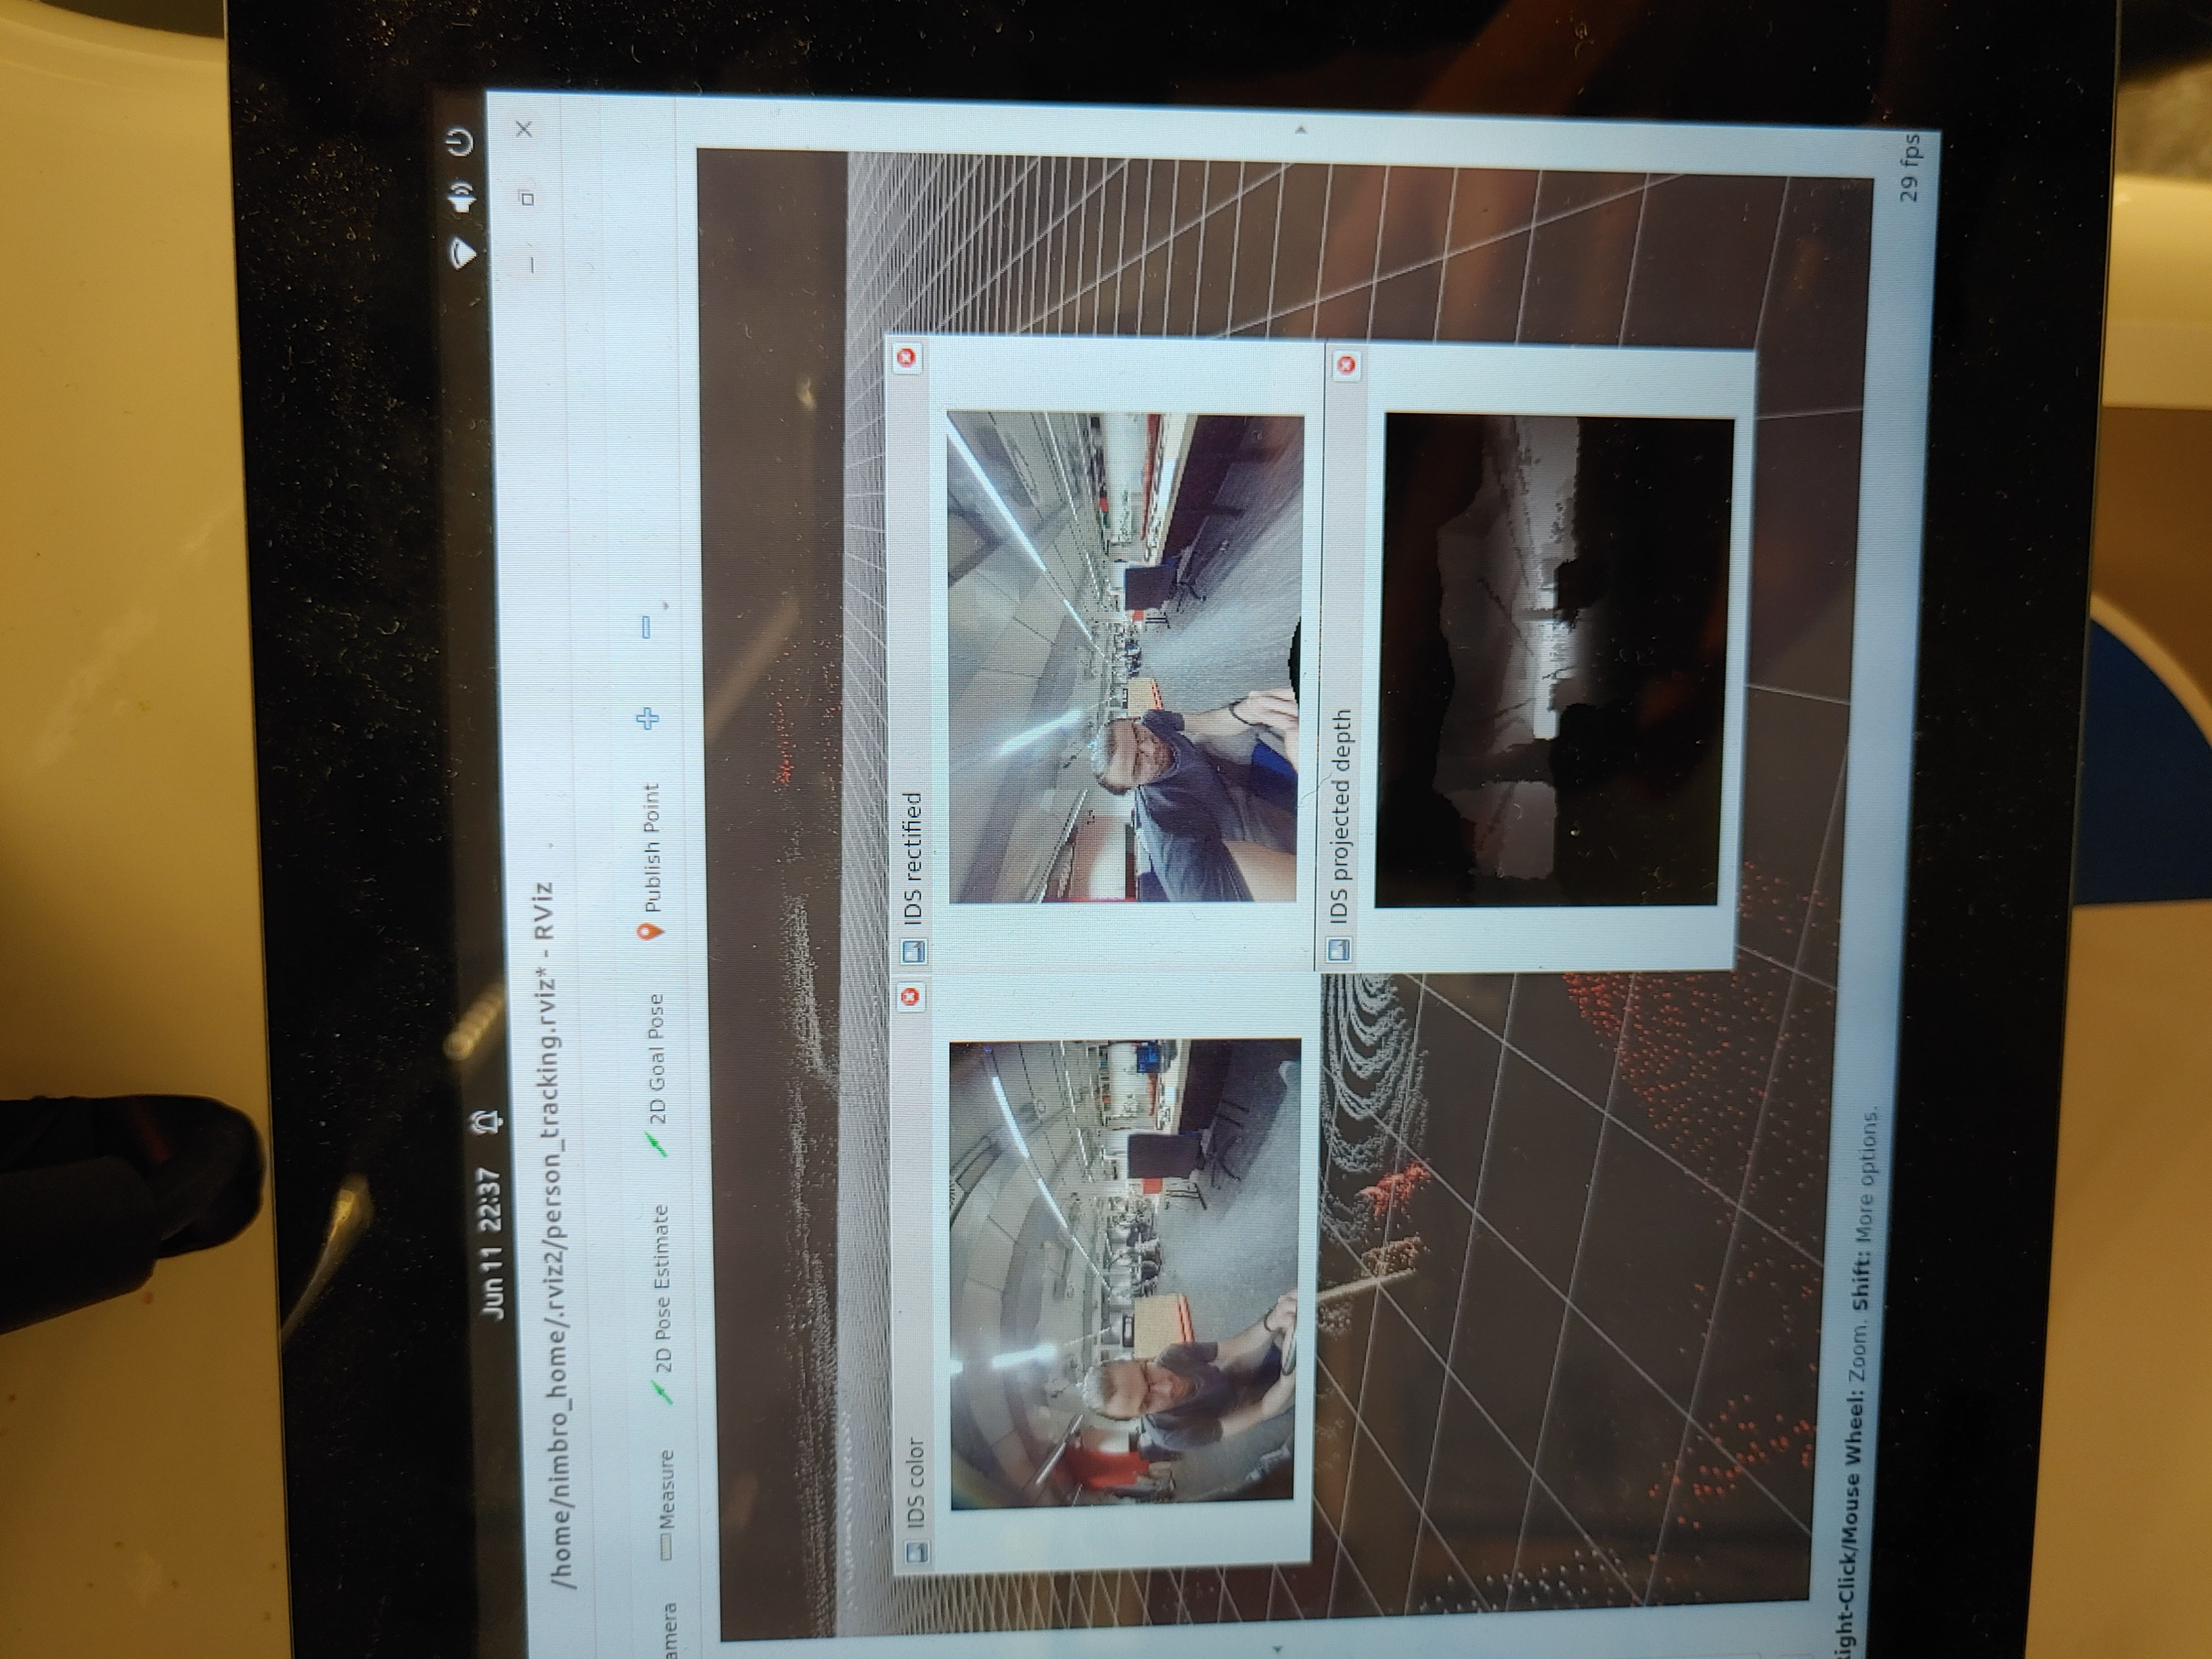 Jun 11 22:37
/home/nimbro_home/.rviz2/person_tracking.rviz* - RViz
amera Measure 2D Pose Estimate 2D Goal Pose Publish Point
IDS color
IDS rectified
IDS projected depth
ight-Click/Mouse Wheel: Zoom. Shift: More options.
29 fps